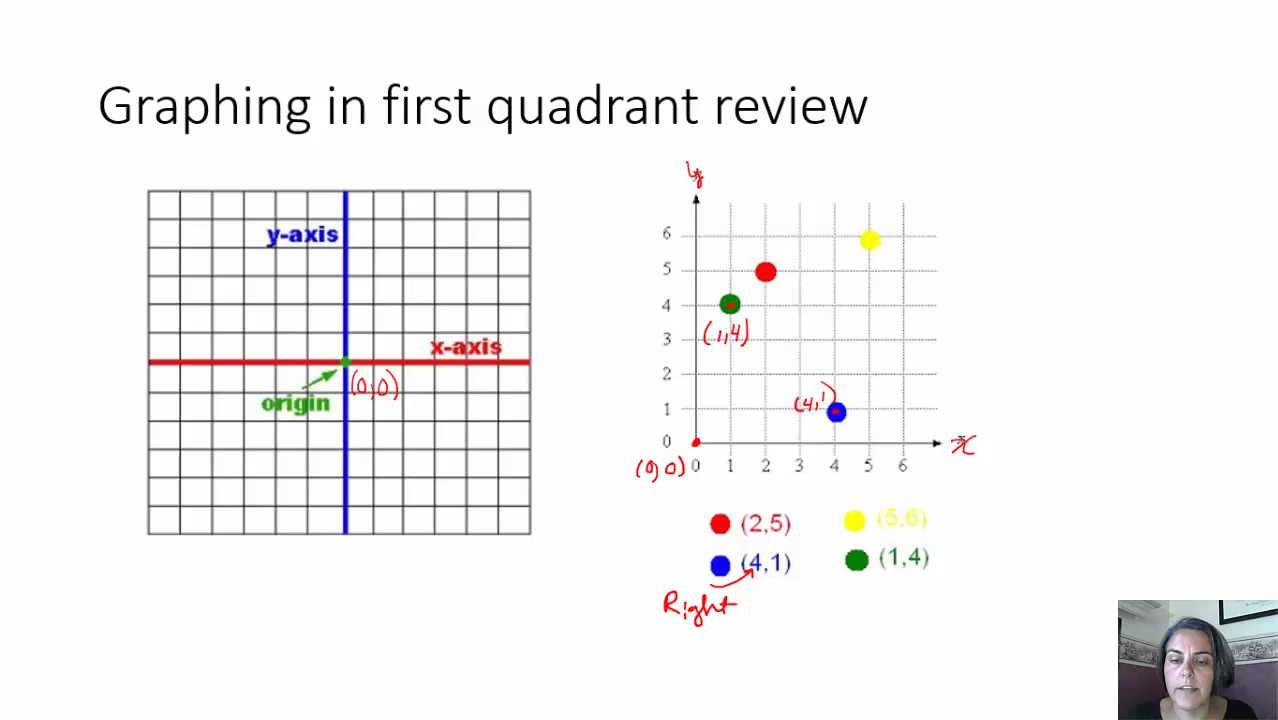 Graphing in first quadrant review
y-axis
x-axis
origin
(0,0)
y
6
5
4
3
2
1
0
(1,4)
(4,1)
x
(0,0)
0 1 2 3 4 5 6
(2,5) (5,6)
(4,1) (1,4)
Right